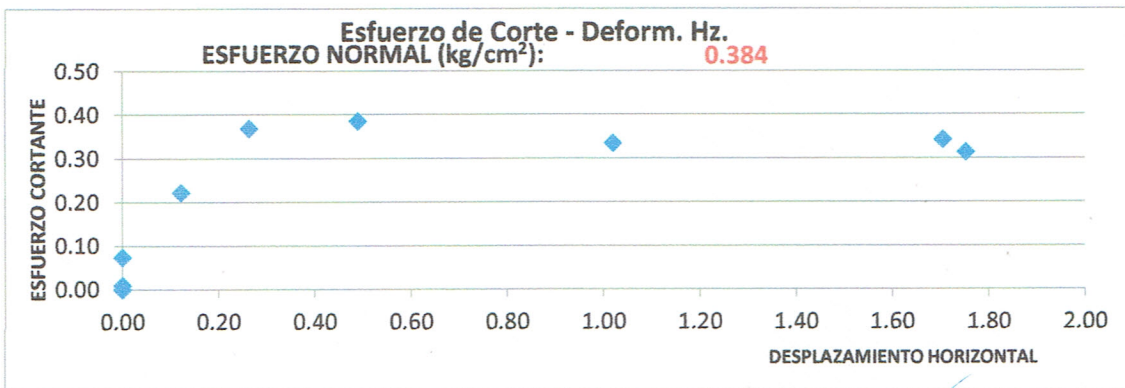 Esfuerzo de Corte - Deform. Hz.
ESFUERZO NORMAL (kg/cm²): 0.384
ESFUERZO CORTANTE
0.50
0.40
0.30
0.20
0.10
0.00
0.00 0.20 0.40 0.60 0.80 1.00 1.20 1.40 1.60 1.80 2.00
DESPLAZAMIENTO HORIZONTAL